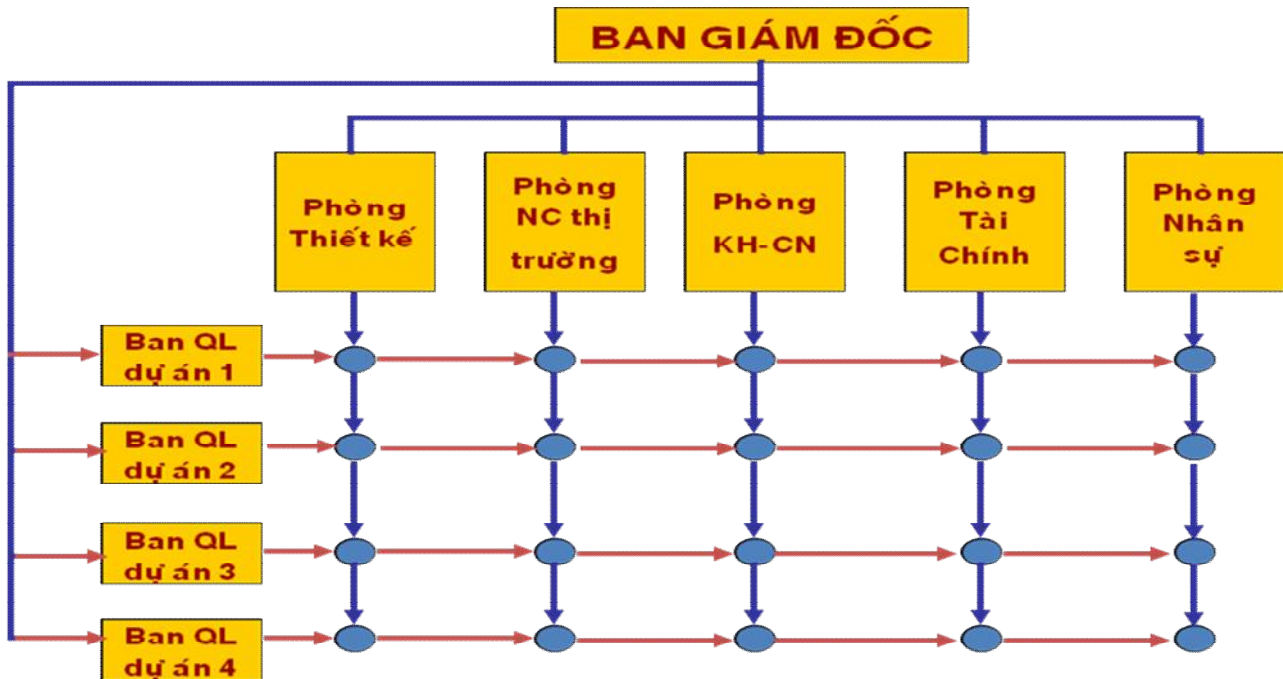 BAN GIÁM ĐỐC
Phòng
Thiết kế
Phòng
NC thị
trường
Phòng
KH-CN
Phòng
Tài
Chính
Phòng
Nhân
sự
Ban QL
dự án 1
Ban QL
dự án 2
Ban QL
dự án 3
Ban QL
dự án 4